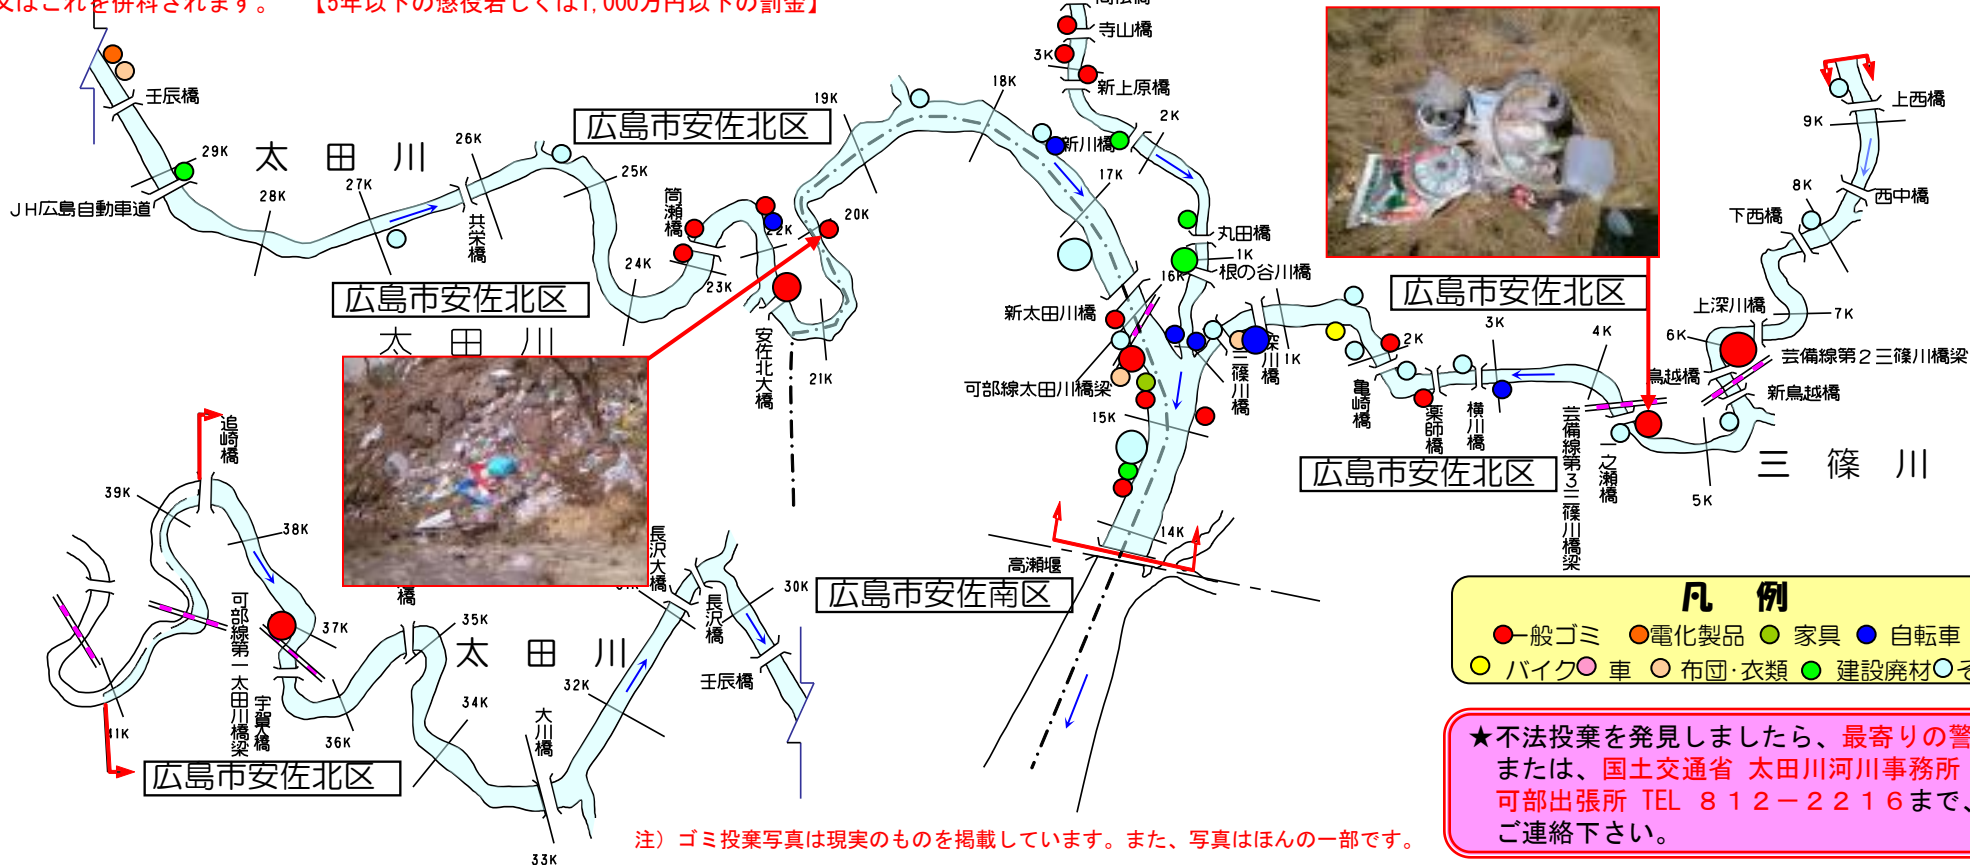 又はこれを併科されます。 【5年以下の懲役若しくは1,000万円以下の罰金】
寺山橋
3K
新上原橋
2K
壬辰橋
29K
JH広島自動車道
太田川
28K
27K
26K
共栄橋
25K
広島市安佐北区
19K
18K
新川橋
17K
丸田橋
1K
根の谷川橋
16K
上西橋
9K
8K
西中橋
下西橋
筒瀬橋
22K
20K
24K
23K
広島市安佐北区
太田川
安佐北大橋
21K
新太田川橋
可部線太田川橋梁
15K
三篠川橋
深川橋
1K
広島市安佐北区
上深川橋
7K
6K
芸備線第2三篠川橋梁
鳥越橋
新鳥越橋
2K
3K
4K
亀崎橋
薬師橋
横川橋
芸備線第3三篠川橋梁
一之瀬橋
5K
三篠川
広島市安佐北区
追崎橋
39K
38K
37K
可部線第一太田川橋梁
宇賀大橋
36K
41K
橋
35K
太田川
34K
広島市安佐北区
大川橋
33K
32K
長沢大橋
長沢橋
30K
壬辰橋
広島市安佐南区
14K
高瀬堰
凡例
一般ゴミ 電化製品 家具 自転車
バイク 車 布団・衣類 建設廃材 そ
★不法投棄を発見しましたら、最寄りの警
または、国土交通省 太田川河川事務所
可部出張所 TEL 812-2216まで、
ご連絡下さい。
注)ゴミ投棄写真は現実のものを掲載しています。また、写真はほんの一部です。